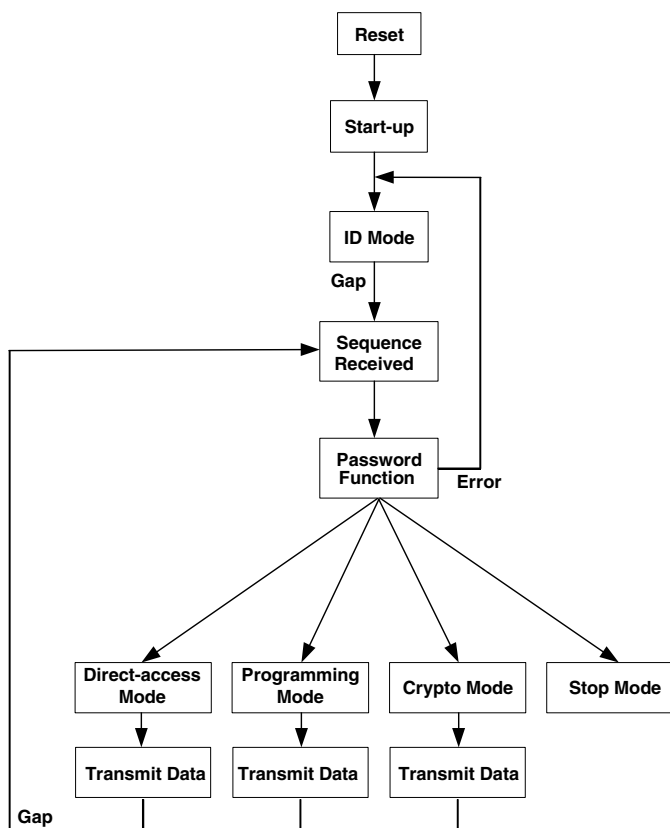 Reset
Start-up
ID Mode
Gap
Sequence
Received
Password
Function
Error
Direct-access
Mode
Programming
Mode
Crypto Mode
Stop Mode
Transmit Data
Transmit Data
Transmit Data
Gap